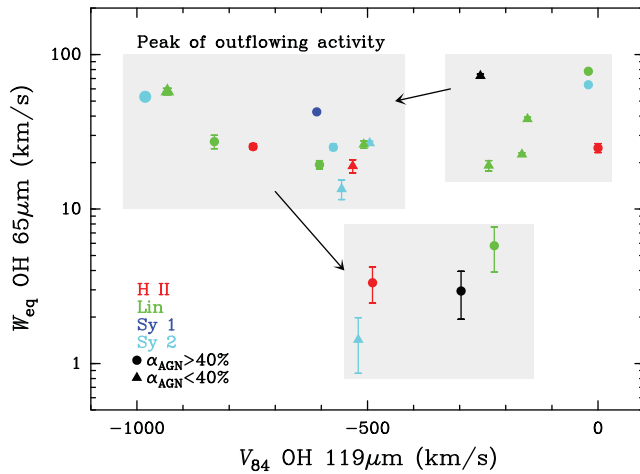 Peak of outflowing activity
100
10
1
W_eq OH 65μm (km/s)
H II
Lin
Sy 1
Sy 2
α_AGN>40%
α_AGN<40%
−1000 −500 0
V_84 OH 119μm (km/s)